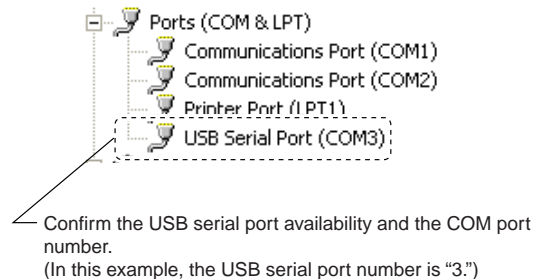 Ports (COM & LPT)
Communications Port (COM1)
Communications Port (COM2)
Printer Port (LPT1)
USB Serial Port (COM3)
Confirm the USB serial port availability and the COM port
number.
(In this example, the USB serial port number is “3.”)